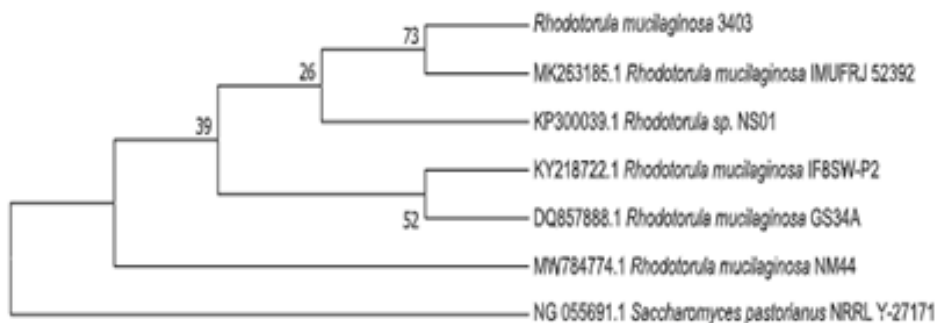 Rhodotorula mucilaginosa 3403
73
MK263185.1 Rhodotorula mucilaginosa IMUFRJ 52392
26
KP300039.1 Rhodotorula sp. NS01
39
KY218722.1 Rhodotorula mucilaginosa IF8SW-P2
DQ857888.1 Rhodotorula mucilaginosa GS34A
52
MW784774.1 Rhodotorula mucilaginosa NM44
NG 055691.1 Saccharomyces pastorianus NRRL Y-27171